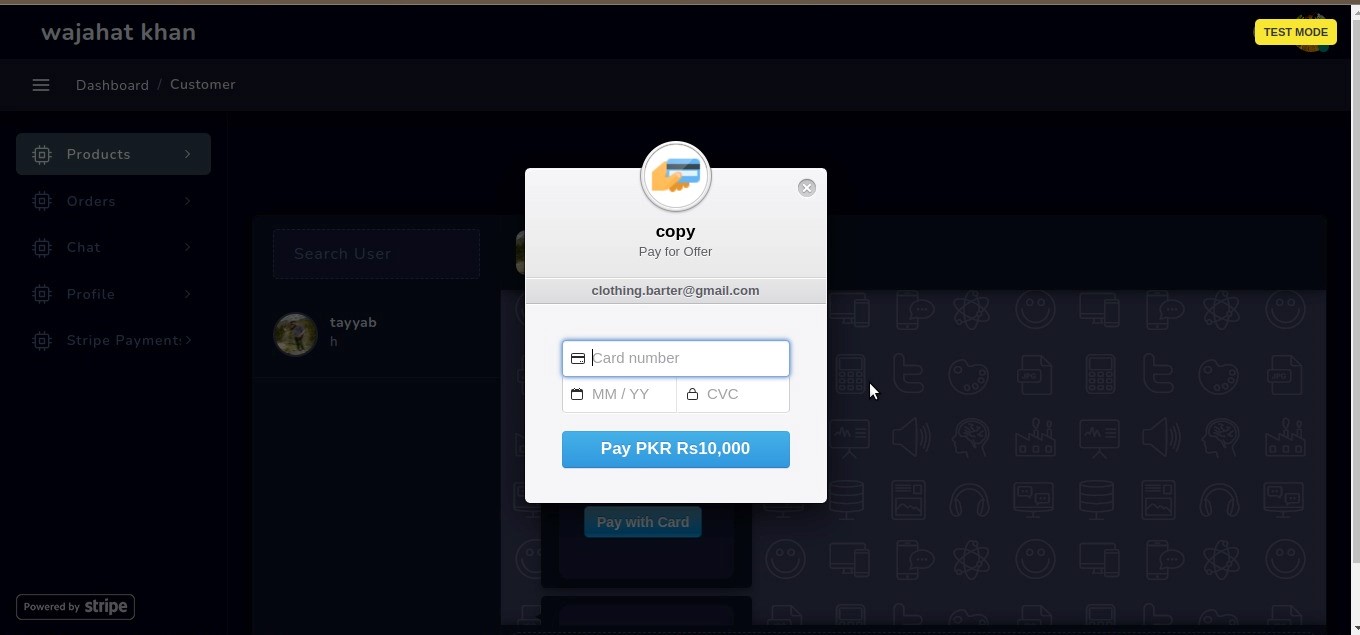 wajahat khan
TEST MODE
Dashboard / Customer
Products
Orders
Chat
Profile
Stripe Payments
Search User
tayyab
h
copy
Pay for Offer
clothing.barter@gmail.com
Card number
MM / YY
CVC
Pay PKR Rs10,000
Pay with Card
Powered by stripe